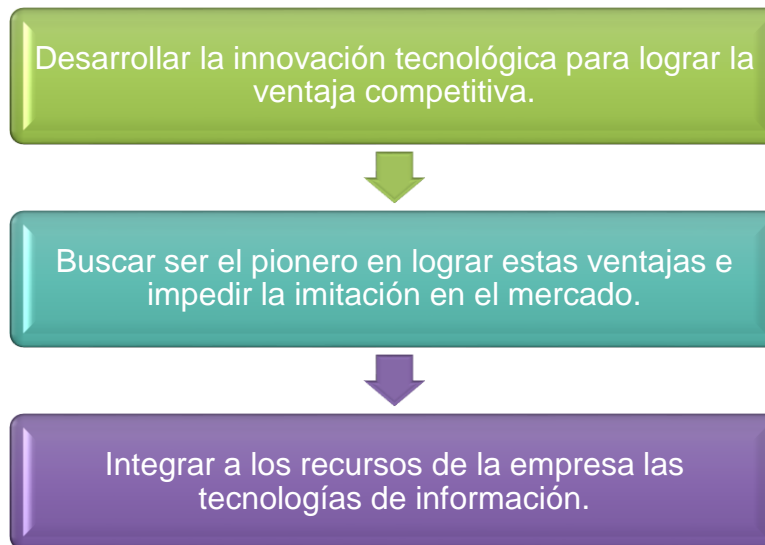 Desarrollar la innovación tecnológica para lograr la
ventaja competitiva.
Buscar ser el pionero en lograr estas ventajas e
impedir la imitación en el mercado.
Integrar a los recursos de la empresa las
tecnologías de información.